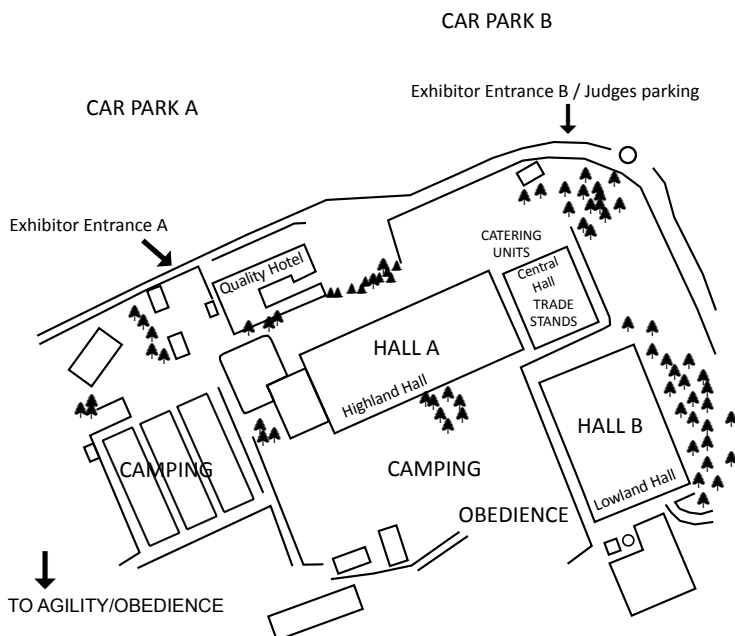 CAR PARK B
Exhibitor Entrance B / Judges parking
CAR PARK A
Exhibitor Entrance A
CATERING
UNITS
Quality Hotel
Central
Hall
TRADE
STANDS
HALL A
Highland Hall
HALL B
Lowland Hall
CAMPING
CAMPING
OBEDIENCE
TO AGILITY/OBEDIENCE